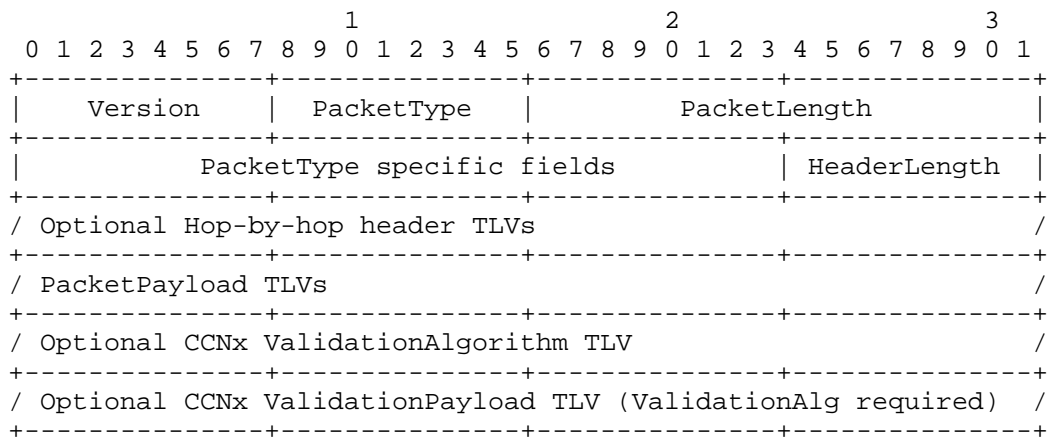 1                   2                   3
 0 1 2 3 4 5 6 7 8 9 0 1 2 3 4 5 6 7 8 9 0 1 2 3 4 5 6 7 8 9 0 1
+---------------+---------------+---------------+---------------+
|    Version    |  PacketType   |         PacketLength          |
+---------------+---------------+---------------+---------------+
|           PacketType specific fields          | HeaderLength  |
+---------------+---------------+---------------+---------------+
/ Optional Hop-by-hop header TLVs                               /
+---------------+---------------+---------------+---------------+
/ PacketPayload TLVs                                            /
+---------------+---------------+---------------+---------------+
/ Optional CCNx ValidationAlgorithm TLV                         /
+---------------+---------------+---------------+---------------+
/ Optional CCNx ValidationPayload TLV (ValidationAlg required)  /
+---------------+---------------+---------------+---------------+